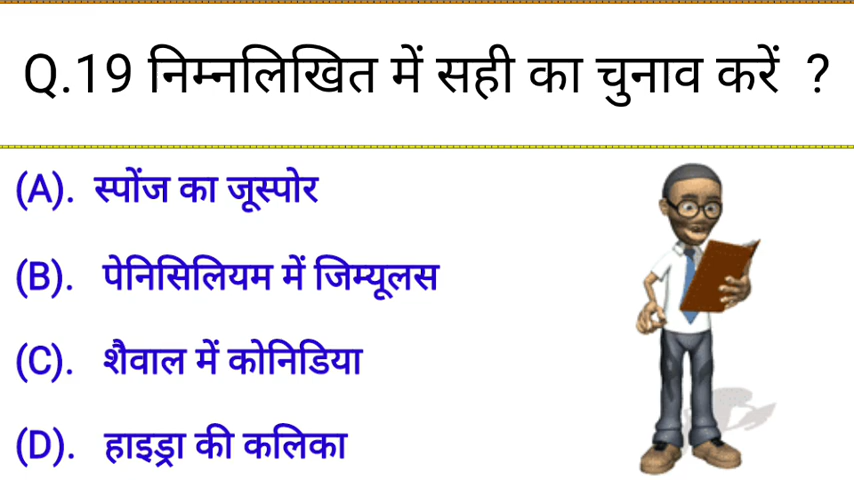 Q.19 निम्नलिखित में सही का चुनाव करें ?
(A). स्पोंज का जूस्पोर
(B). पेनिसिलियम में जिम्यूलस
(C). शैवाल में कोनिडिया
(D). हाइड्रा की कलिका